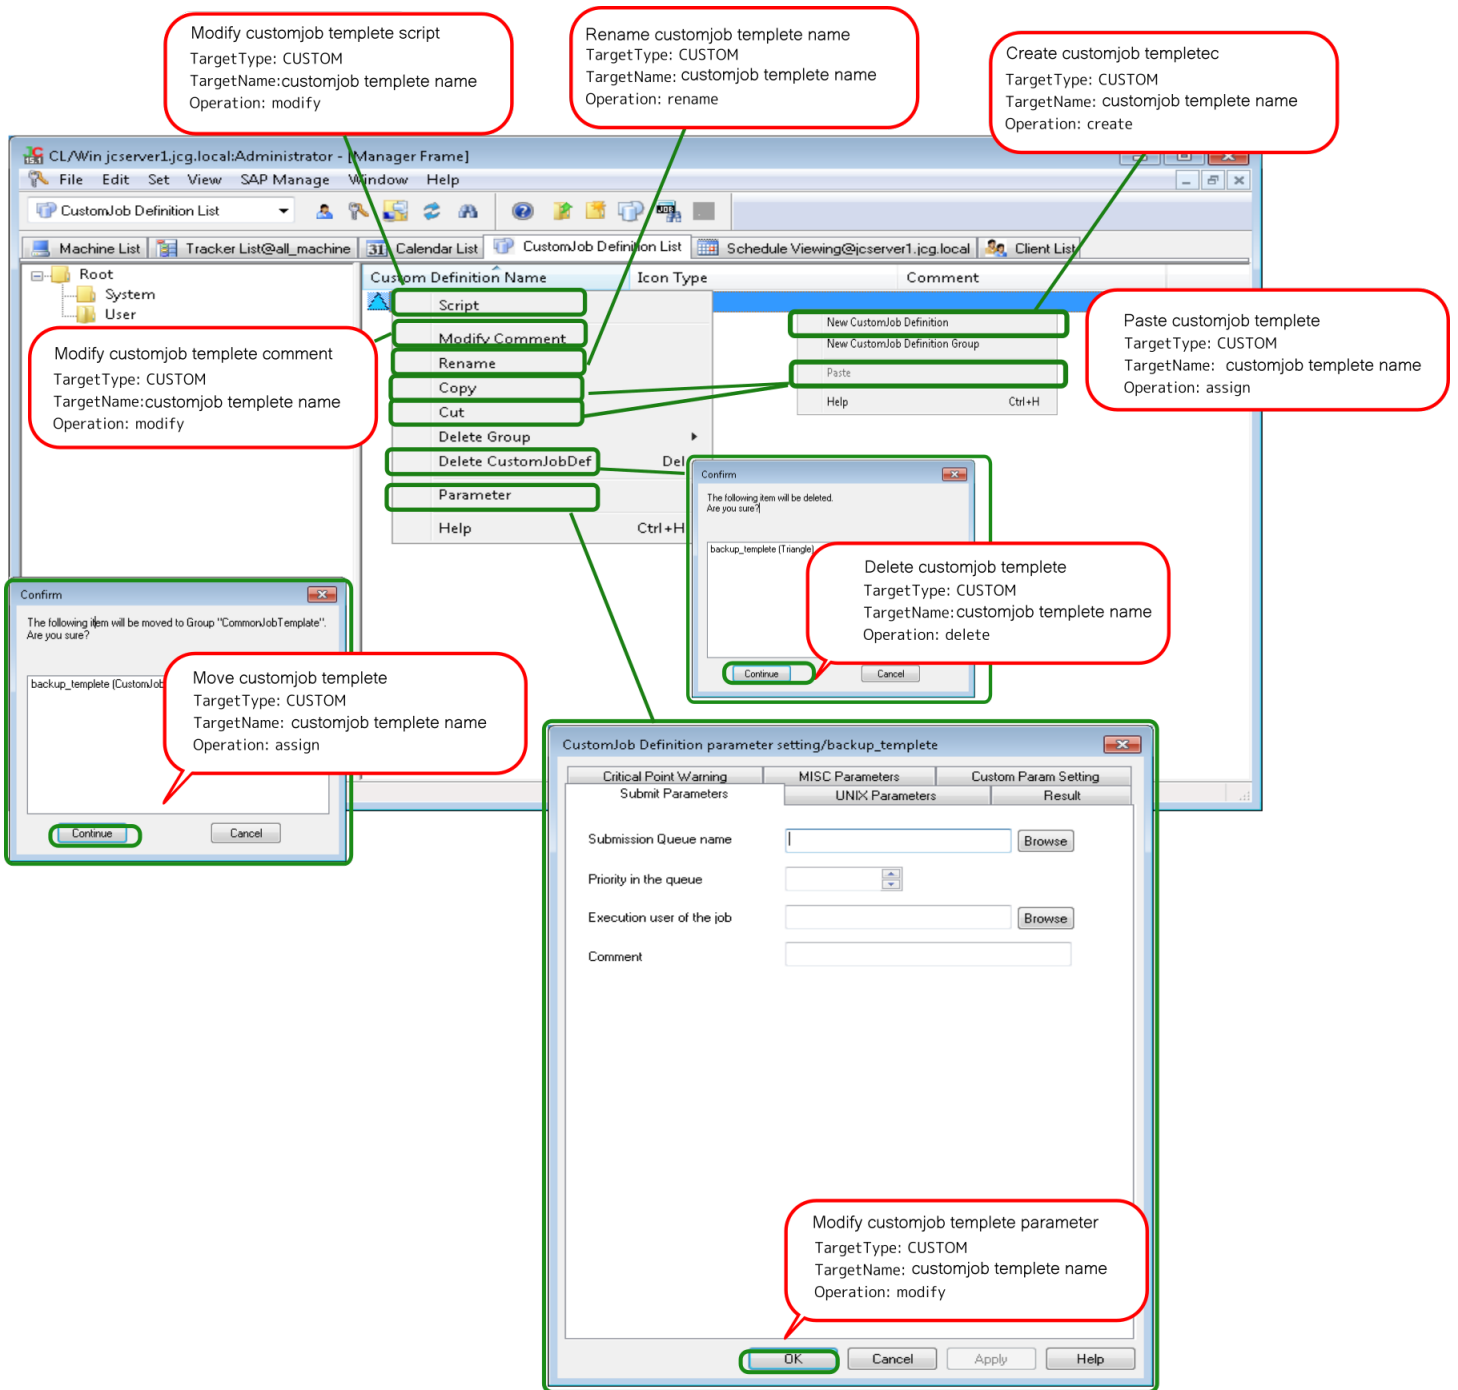 Modify customjob templete script
TargetType: CUSTOM
TargetName:customjob templete name
Operation: modify
Rename customjob templete name
TargetType: CUSTOM
TargetName: customjob templete name
Operation: rename
Create customjob templetec
TargetType: CUSTOM
TargetName: customjob templete name
Operation: create
CL/Win jcserver1.jcg.local:Administrator - [Manager Frame]
File Edit Set View SAP Manage Window Help
CustomJob Definition List
Machine List Tracker List@all_machine Calendar List CustomJob Definition List Schedule Viewing@jcserver1.jcg.local Client List
Root
System
User
Custom Definition Name Icon Type Comment
Script
Modify Comment
Rename
Copy
Cut
Delete Group
Delete CustomJobDef Del
Parameter
Help Ctrl+H
New CustomJob Definition
New CustomJob Definition Group
Paste
Help Ctrl+H
Paste customjob templete
TargetType: CUSTOM
TargetName: customjob templete name
Operation: assign
Modify customjob templete comment
TargetType: CUSTOM
TargetName:customjob templete name
Operation: modify
Confirm
The following item will be deleted.
Are you sure?
backup_templete (Triangle)
Continue Cancel
Delete customjob templete
TargetType: CUSTOM
TargetName:customjob templete name
Operation: delete
Confirm
The following item will be moved to Group "CommonJobTemplate".
Are you sure?
backup_templete (CustomJob
Continue Cancel
Move customjob templete
TargetType: CUSTOM
TargetName: customjob templete name
Operation: assign
CustomJob Definition parameter setting/backup_templete
Critical Point Warning MISC Parameters Custom Param Setting
Submit Parameters UNIX Parameters Result
Submission Queue name Browse
Priority in the queue
Execution user of the job Browse
Comment
Modify customjob templete parameter
TargetType: CUSTOM
TargetName: customjob templete name
Operation: modify
OK Cancel Apply Help